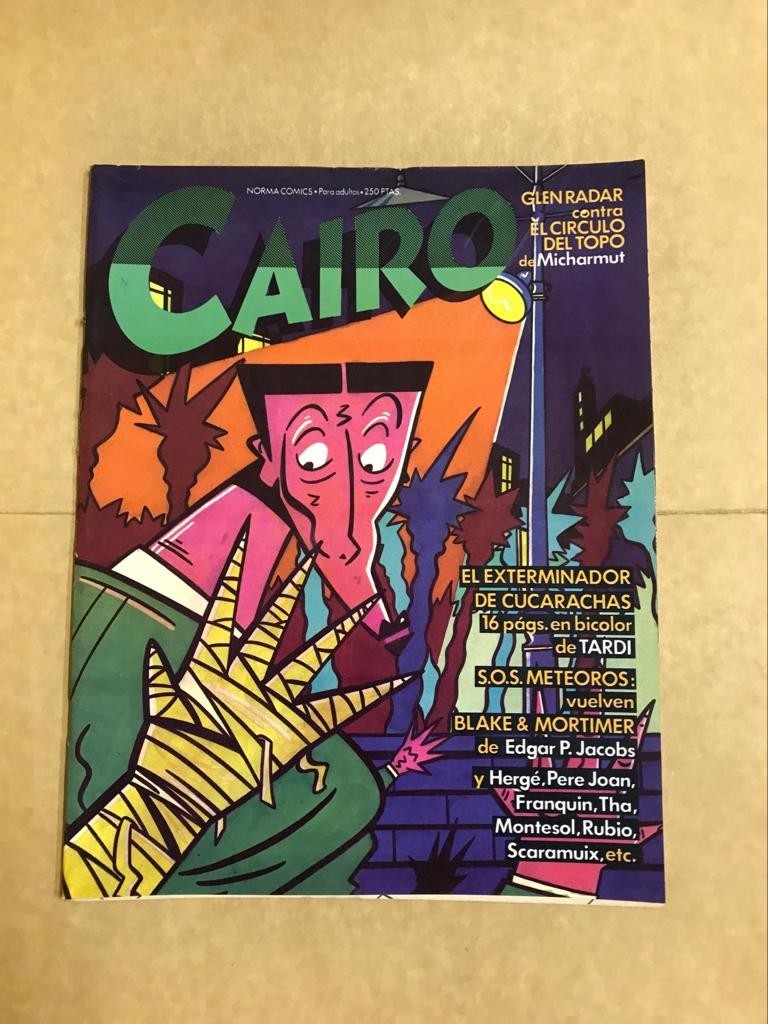 NORMA COMICS • Para adultos • 250 PTAS.
CAIRO
GLEN RADAR
contra
EL CIRCULO
DEL TOPO
de Micharmut
EL EXTERMINADOR
DE CUCARACHAS
16 págs. en bicolor
de TARDI
S.O.S. METEOROS:
vuelven
BLAKE & MORTIMER
de Edgar P. Jacobs
y Hergé, Pere Joan,
Franquin, Tha,
Montesol, Rubio,
Scaramuix, etc.